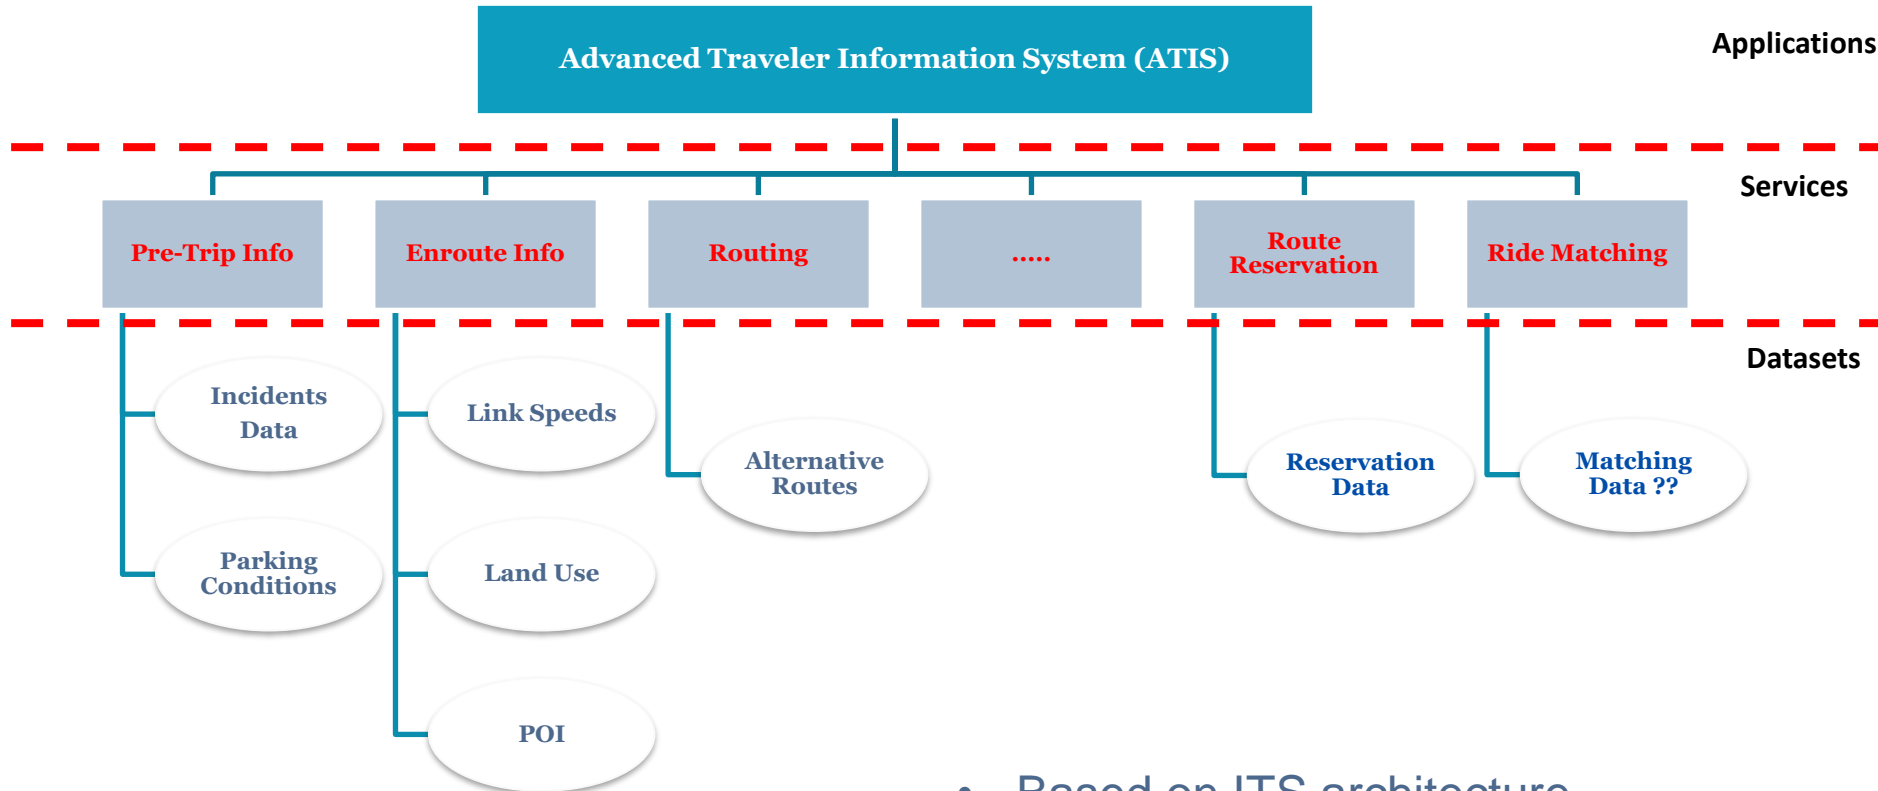 Advanced Traveler Information System (ATIS)
Applications
Services
Pre-Trip Info
Enroute Info
Routing
.....
Route
Reservation
Ride Matching
Datasets
Incidents
Data
Link Speeds
Alternative
Routes
Reservation
Data
Matching
Data ??
Parking
Conditions
Land Use
POI
• Based on ITS architecture